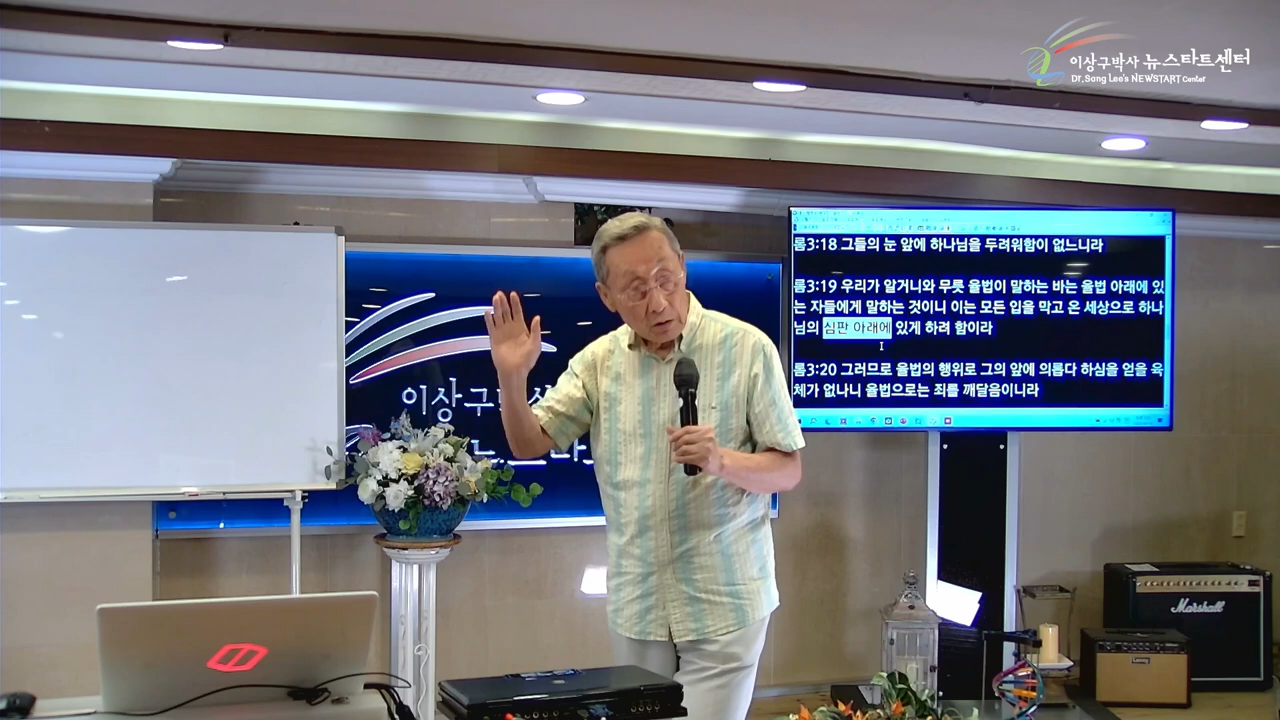 이상구박사 뉴스타트센터
Dr. Sang Lee's NEWSTART Center
롬3:18 그들의 눈 앞에 하나님을 두려워함이 없느니라
롬3:19 우리가 알거니와 무릇 율법이 말하는 바는 율법 아래에 있
는 자들에게 말하는 것이니 이는 모든 입을 막고 온 세상으로 하나
님의 심판 아래에 있게 하려 함이라
롬3:20 그러므로 율법의 행위로 그의 앞에 의롭다 하심을 얻을 육
체가 없나니 율법으로는 죄를 깨달음이니라
이상구박사
Marshall
Laney